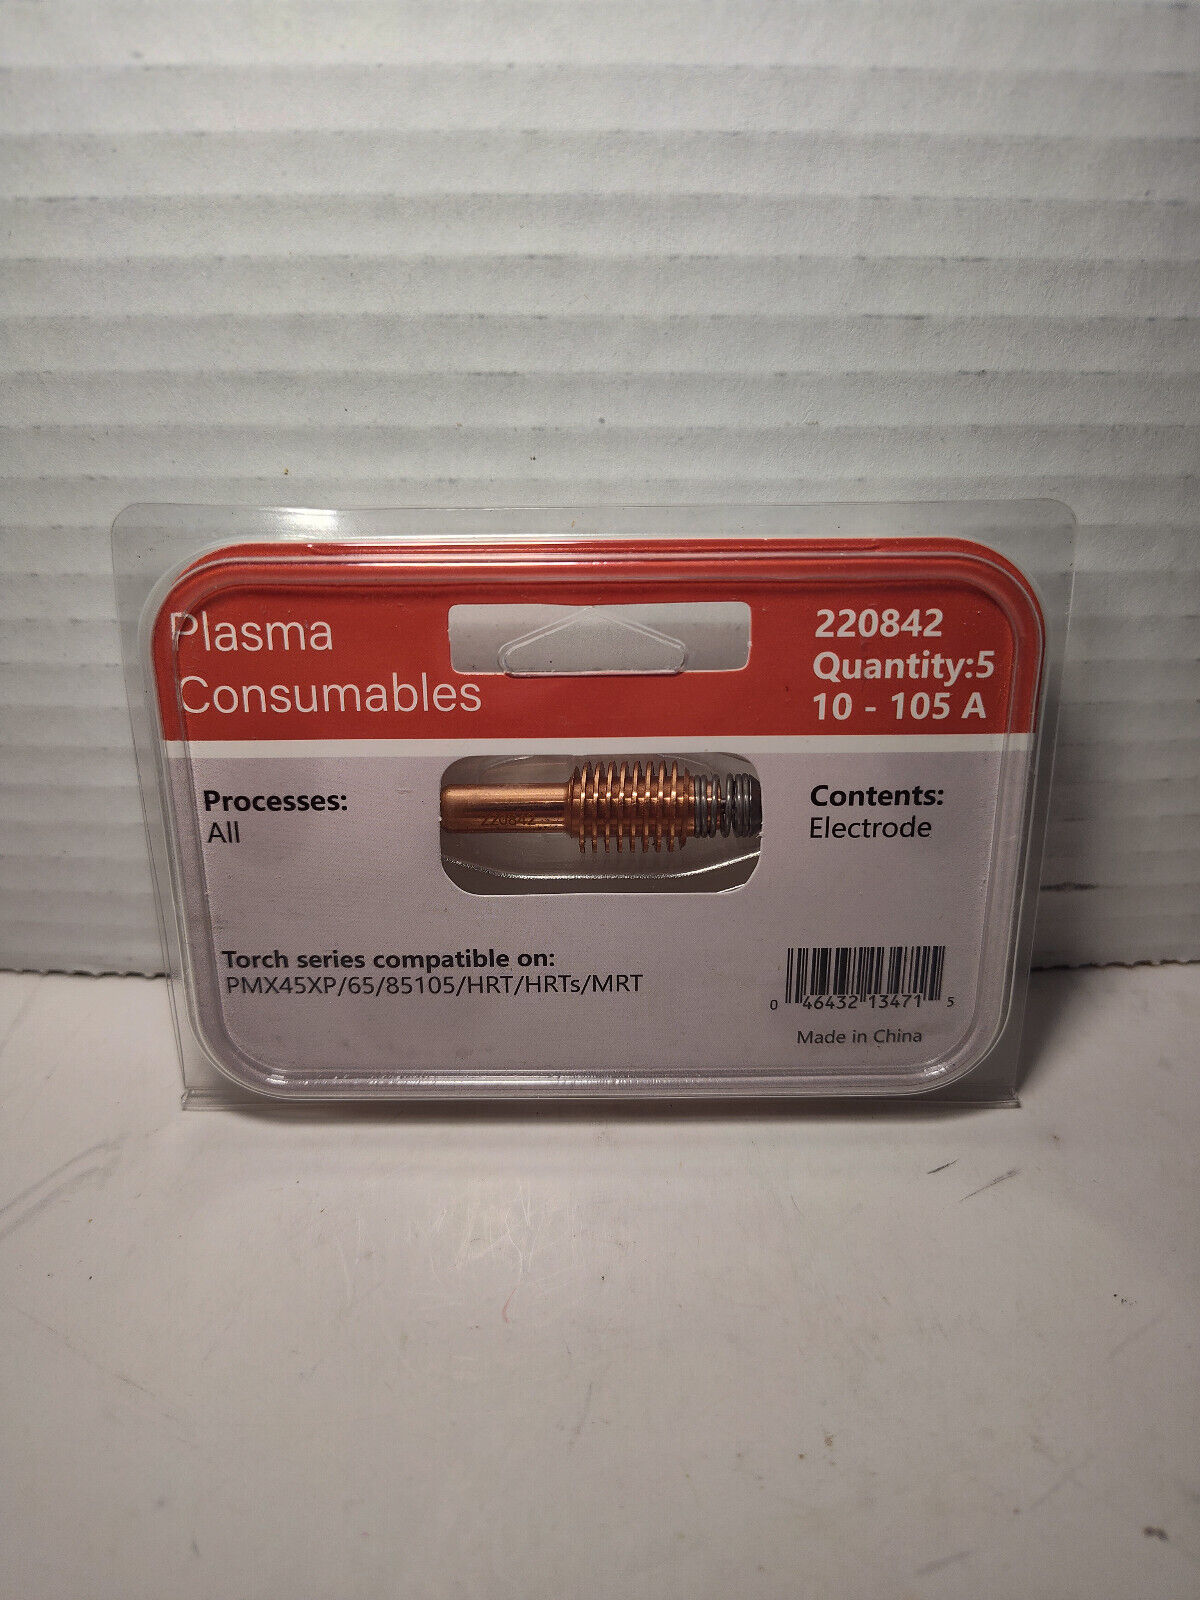 Plasma
Consumables
220842
Quantity:5
10 - 105 A
Processes:
All
220842
Contents:
Electrode
Torch series compatible on:
PMX45XP/65/85105/HRT/HRTs/MRT
0 46432 13471 5
Made in China